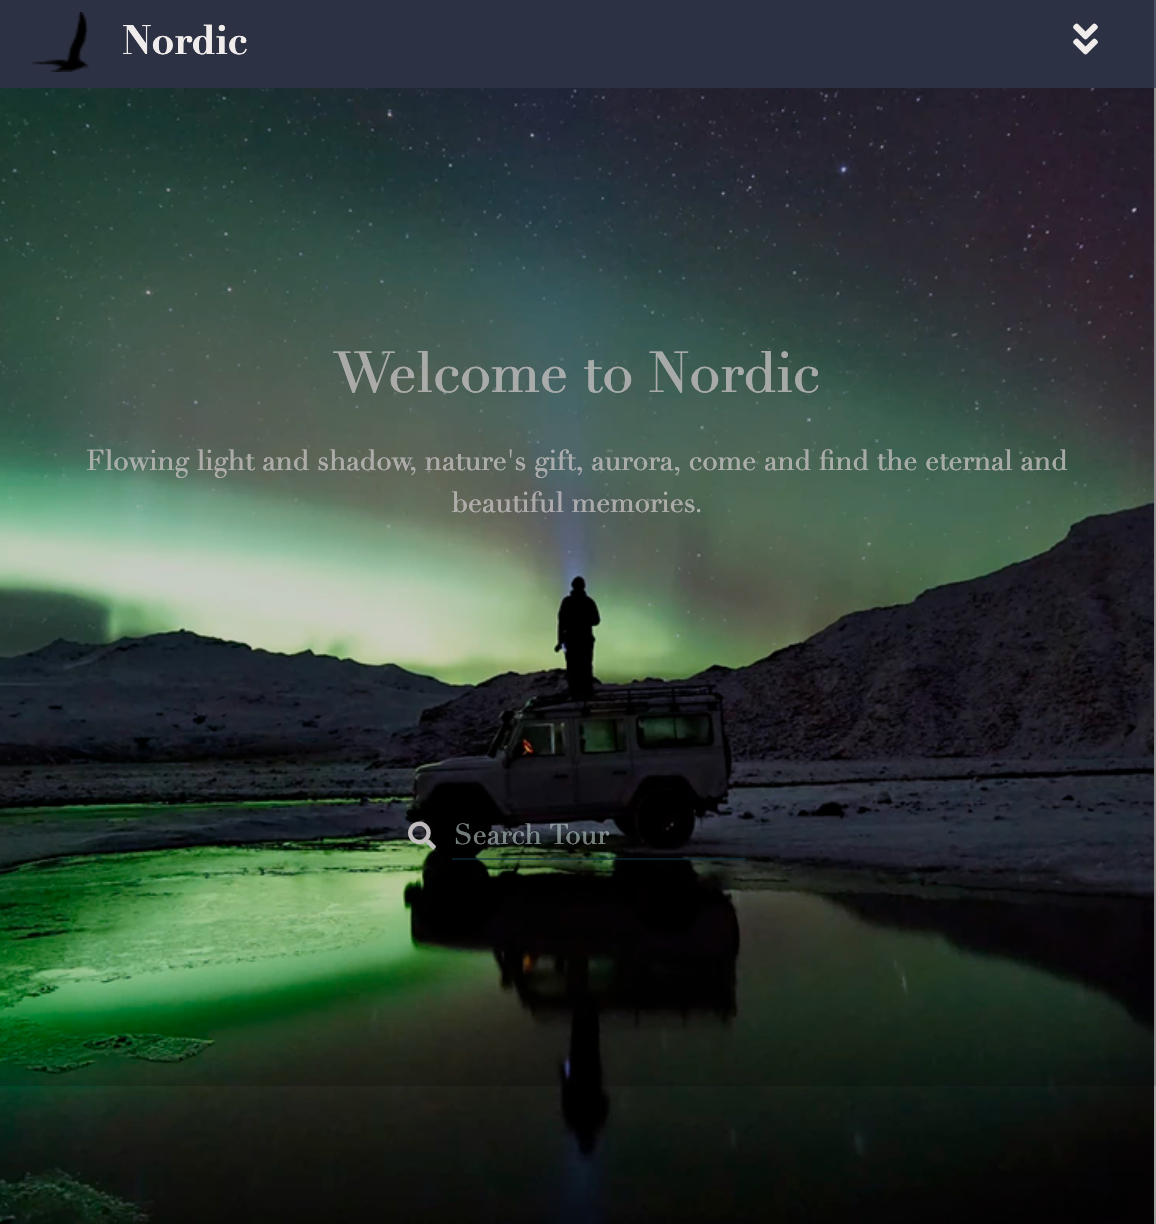 Nordic
Welcome to Nordic
Flowing light and shadow, nature's gift, aurora, come and find the eternal and
beautiful memories.
Search Tour